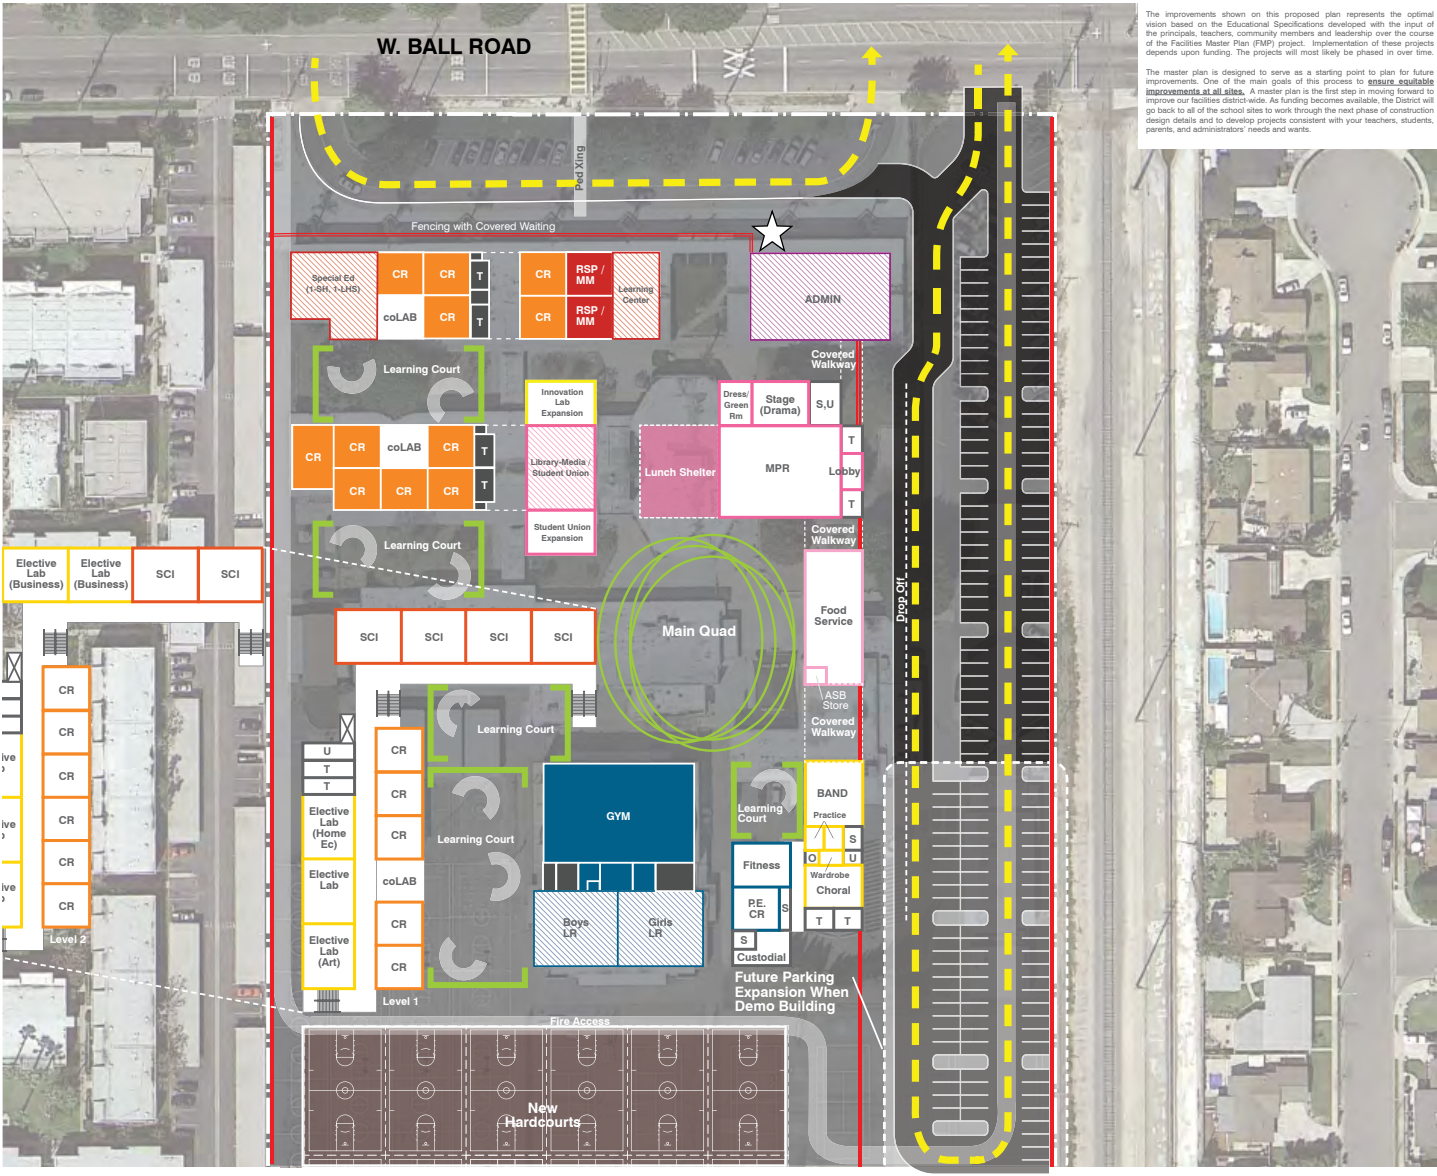 The improvements shown on this proposed plan represents the optimal
vision based on the Educational Specifications developed with the input of
the principals, teachers, community members and leadership over the course
of the Facilities Master Plan (FMP) project. Implementation of these projects
depends upon funding. The projects will most likely be phased in over time.
The master plan is designed to serve as a starting point to plan for future
improvements. One of the main goals of this process to ensure equitable
improvements at all sites. A master plan is the first step in moving forward to
improve our facilities district-wide. As funding becomes available, the District will
go back to all of the school sites to work through the next phase of construction
design details and to develop projects consistent with your teachers, students,
parents, and administrators' needs and wants.
W. BALL ROAD
Ped Xing
Fencing with Covered Waiting
Special Ed
(1-SH, 1-LHS)
CR
CR
T
coLAB
CR
T
CR
RSP /
MM
CR
RSP /
MM
Learning
Center
ADMIN
Covered
Walkway
Learning Court
Innovation
Lab
Expansion
Dress/
Green
Rm
Stage
(Drama)
S,U
CR
CR
coLAB
CR
T
CR
CR
CR
T
Library-Media /
Student Union
Student Union
Expansion
Lunch Shelter
MPR
T
Lobby
T
Covered
Walkway
Learning Court
Elective
Lab
(Business)
Elective
Lab
(Business)
SCI
SCI
SCI
SCI
SCI
SCI
Main Quad
Food
Service
Drop Off
ASB
Store
Covered
Walkway
CR
CR
CR
CR
CR
CR
ive
ive
ive
Level 2
Learning Court
U
T
T
Elective
Lab
(Home
Ec)
Elective
Lab
Elective
Lab
(Art)
CR
CR
CR
coLAB
CR
CR
Level 1
Learning Court
GYM
Boys
LR
Girls
LR
Learning
Court
BAND
Practice
S
O
U
Wardrobe
Choral
T
T
Fitness
P.E.
CR
S
S
Custodial
Future Parking
Expansion When
Demo Building
Fire Access
New
Hardcourts